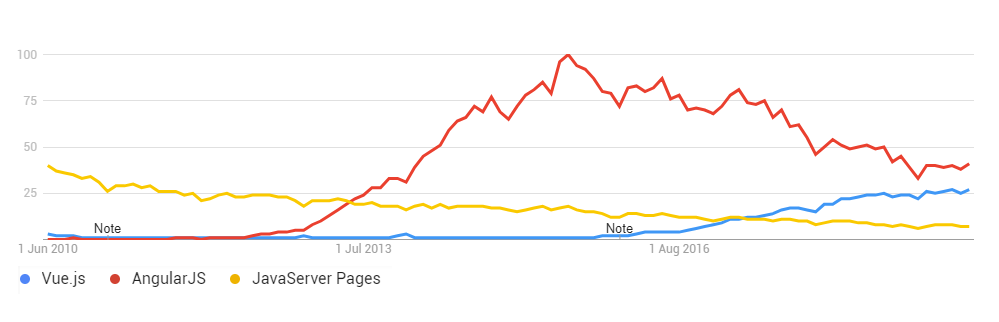 100
75
50
25
Note
Note
1 Jun 2010 1 Jul 2013 1 Aug 2016
Vue.js AngularJS JavaServer Pages